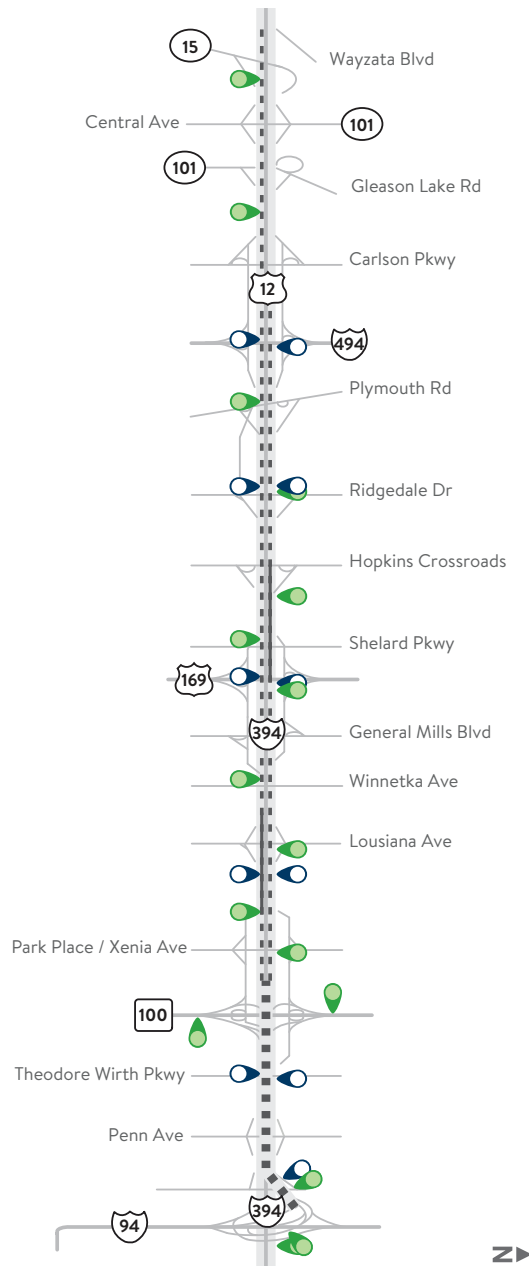 15
Wayzata Blvd
Central Ave
101
101
Gleason Lake Rd
Carlson Pkwy
12
494
Plymouth Rd
Ridgedale Dr
Hopkins Crossroads
Shelard Pkwy
169
394
General Mills Blvd
Winnetka Ave
Lousiana Ave
Park Place / Xenia Ave
100
Theodore Wirth Pkwy
Penn Ave
394
94
N